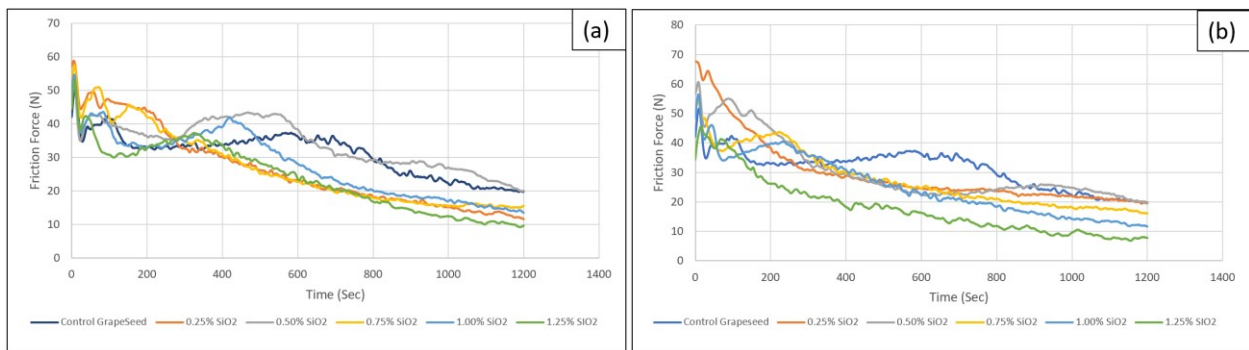 (a)
70
60
50
40
30
20
10
0
Friction Force (N)
0 200 400 600 800 1000 1200 1400
Time (Sec)
Control GrapeSeed 0.25% SiO2 0.50% SiO2 0.75% SiO2 1.00% SiO2 1.25% SIO2
(b)
80
70
60
50
40
30
20
10
0
Friction Force (N)
0 200 400 600 800 1000 1200 1400
Time (Sec)
Control Grapeseed 0.25% SiO2 0.50% SiO2 0.75% SiO2 1.00% SiO2 1.25% SIO2